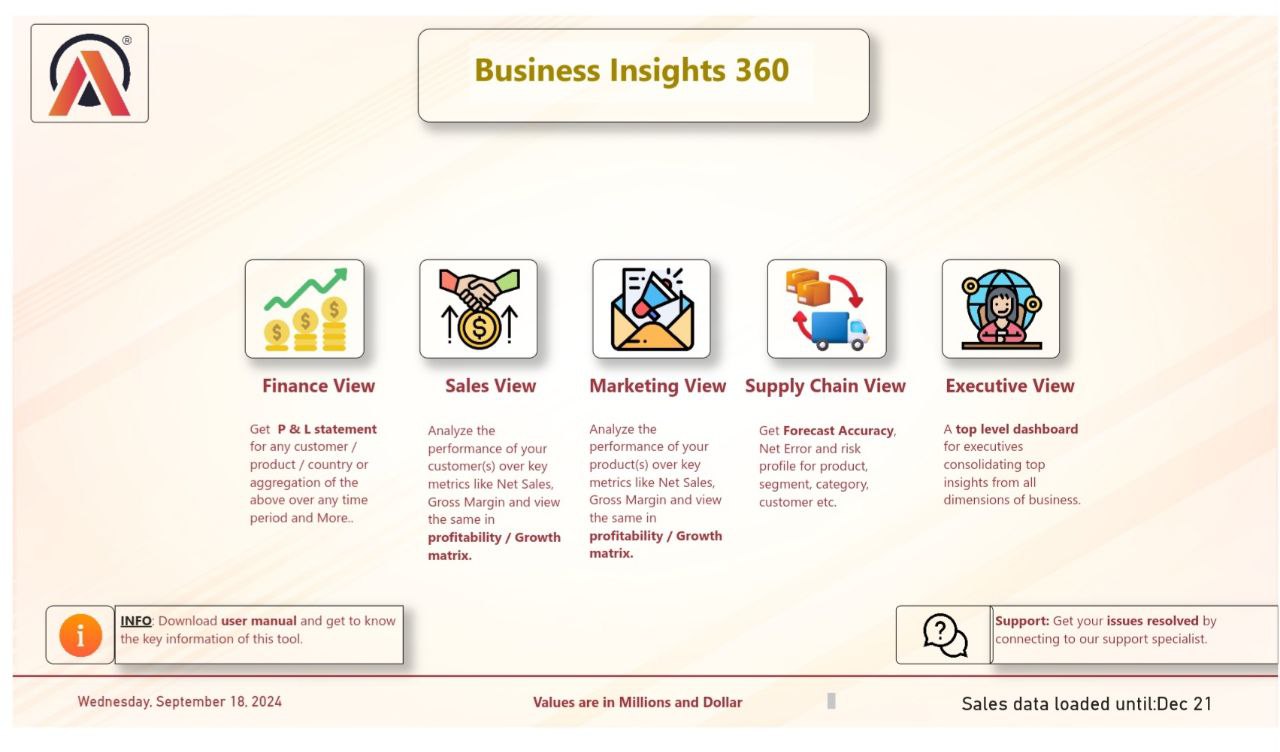 ®
Business Insights 360
Finance View
Get P & L statement
for any customer /
product / country or
aggregation of the
above over any time
period and More..
Sales View
Analyze the
performance of your
customer(s) over key
metrics like Net Sales,
Gross Margin and view
the same in
profitability / Growth
matrix.
Marketing View
Analyze the
performance of your
product(s) over key
metrics like Net Sales,
Gross Margin and view
the same in
profitability / Growth
matrix.
Supply Chain View
Get Forecast Accuracy,
Net Error and risk
profile for product,
segment, category,
customer etc.
Executive View
A top level dashboard
for executives
consolidating top
insights from all
dimensions of business.
INFO: Download user manual and get to know
the key information of this tool.
Support: Get your issues resolved by
connecting to our support specialist.
Wednesday, September 18, 2024
Values are in Millions and Dollar
Sales data loaded until:Dec 21